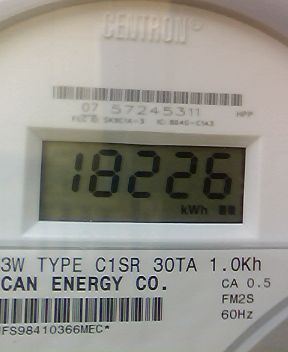 CENTRON®
07 57245311 HPP
18226
kWh
3W TYPE C1SR 30TA 1.0Kh
CAN ENERGY CO. CA 0.5
FM2S
60Hz
FS98410366MEC*